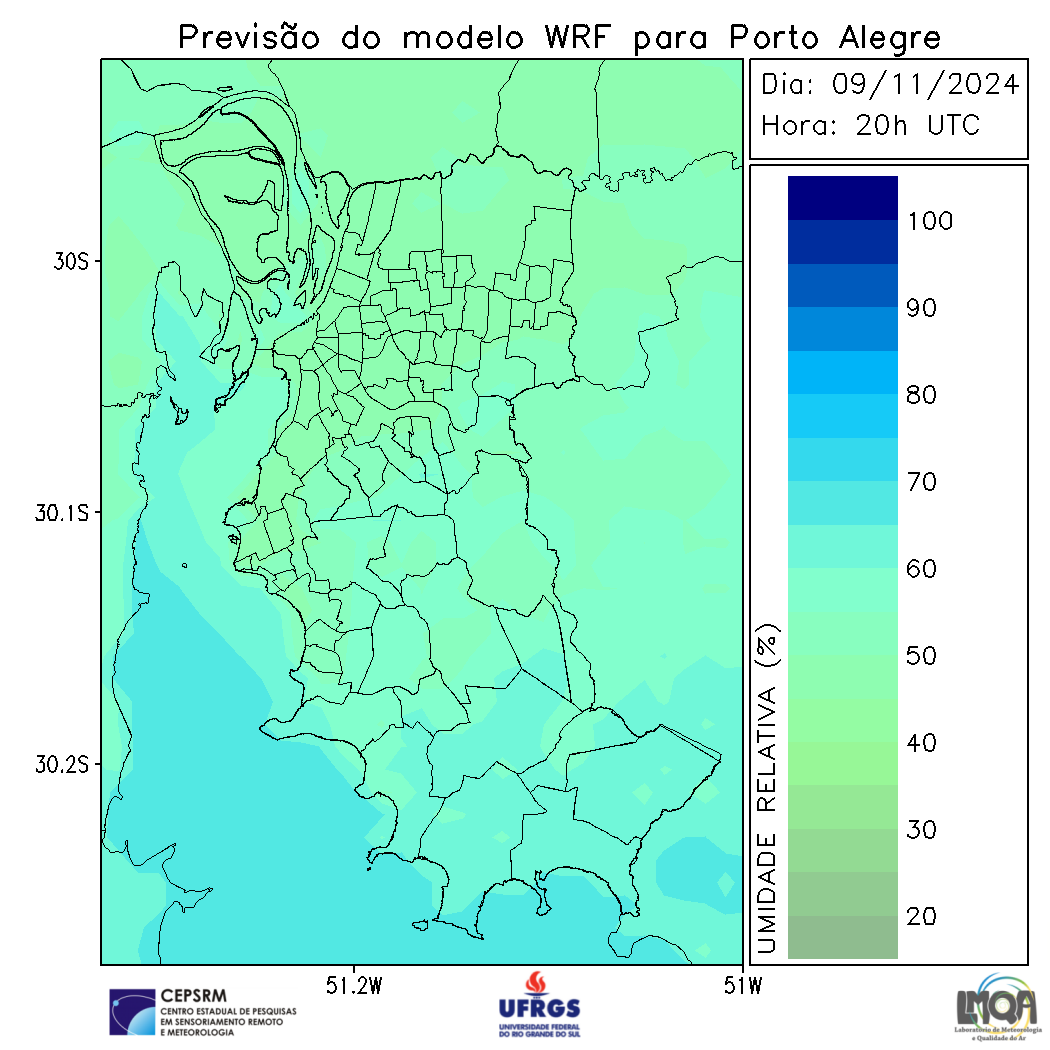 Previsão do modelo WRF para Porto Alegre
Dia: 09/11/2024
Hora: 20h UTC
30S
30.1S
30.2S
51.2W
51W
UMIDADE RELATIVA (%)
100
90
80
70
60
50
40
30
20
CEPSRM
CENTRO ESTADUAL DE PESQUISAS
EM SENSORIAMENTO REMOTO
E METEOROLOGIA
UFRGS
UNIVERSIDADE FEDERAL
DO RIO GRANDE DO SUL
LMQA
Laboratório de Meteorologia
e Qualidade do Ar